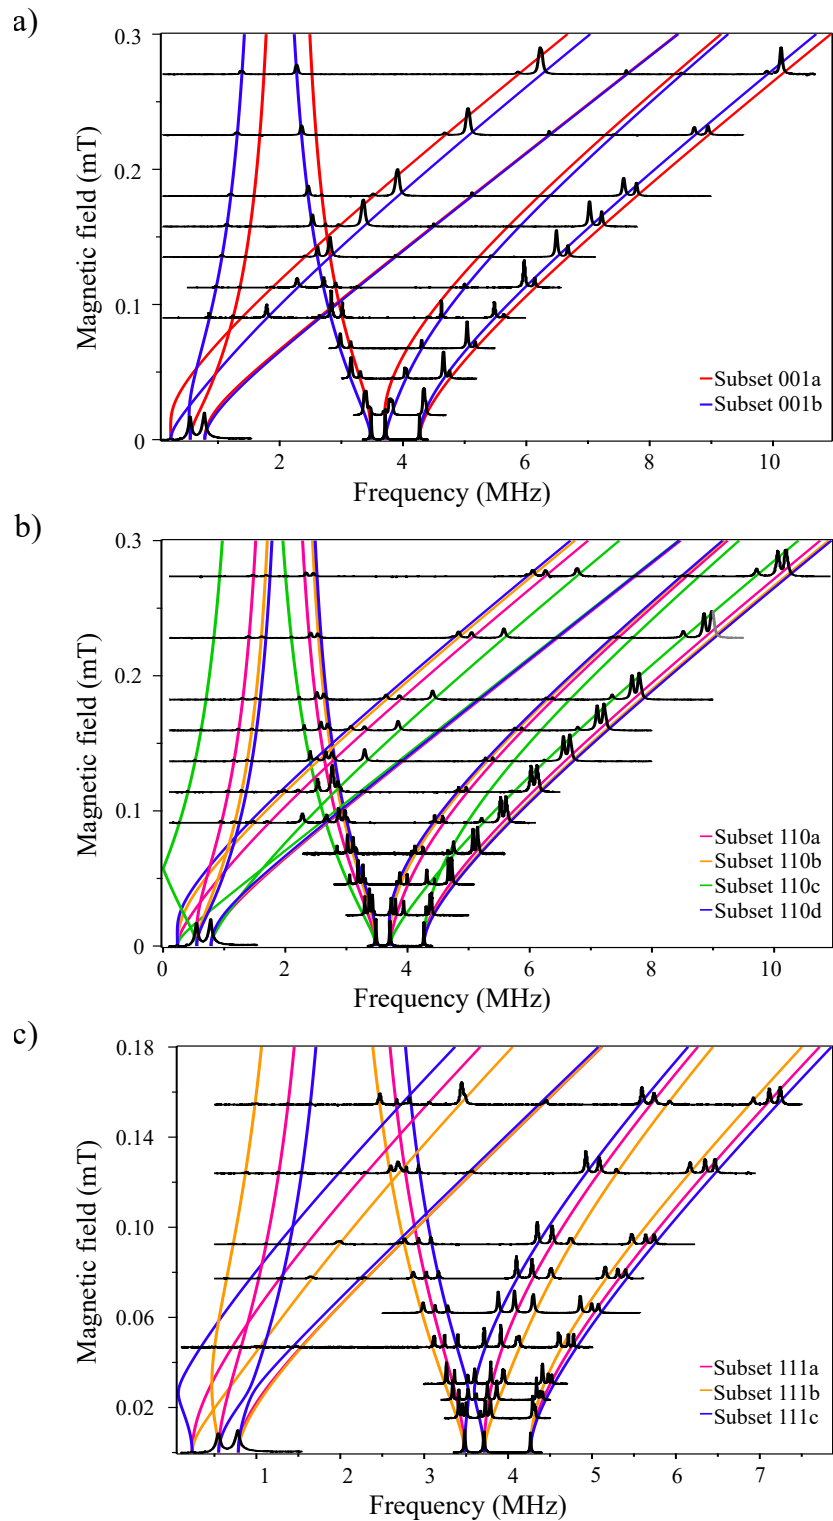 a)
0.3
0.2
0.1
0
Magnetic field (mT)
2
4
6
8
10
Frequency (MHz)
Subset 001a
Subset 001b
b)
0.3
0.2
0.1
0
Magnetic field (mT)
0
2
4
6
8
10
Frequency (MHz)
Subset 110a
Subset 110b
Subset 110c
Subset 110d
c)
0.18
0.14
0.10
0.06
0.02
Magnetic field (mT)
1
2
3
4
5
6
7
Frequency (MHz)
Subset 111a
Subset 111b
Subset 111c